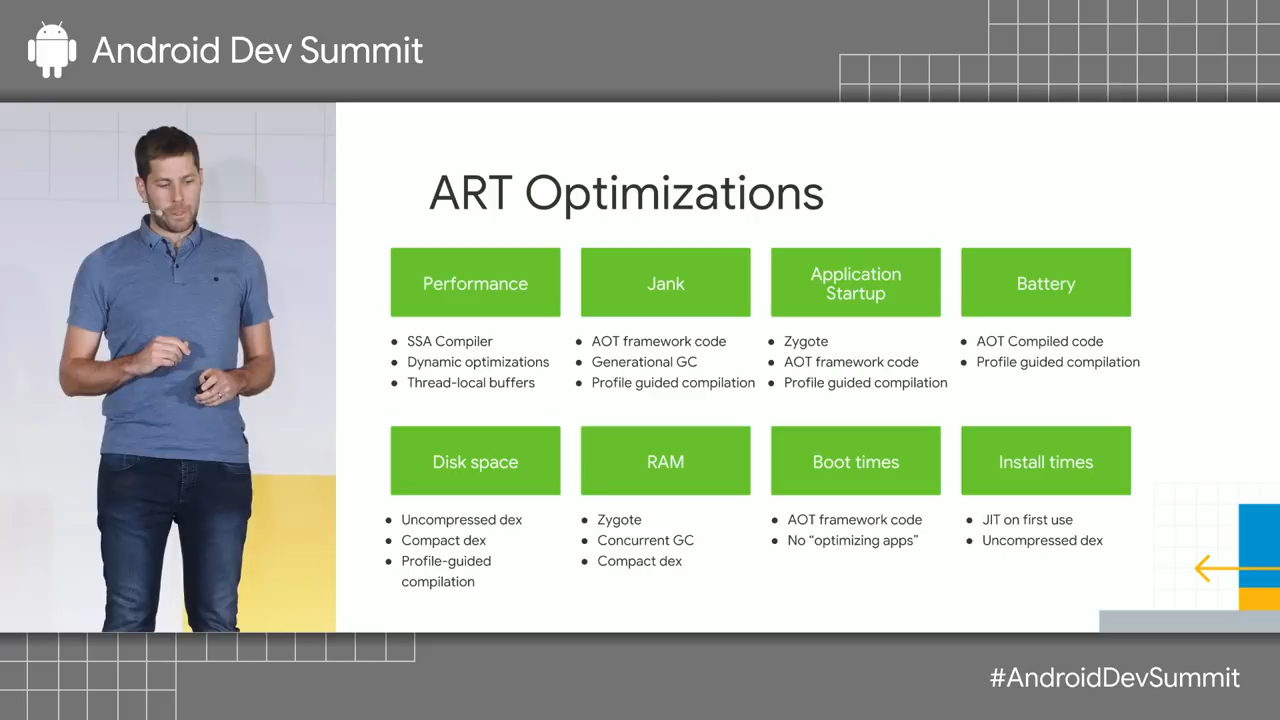 Android Dev Summit
ART Optimizations
Performance
• SSA Compiler
• Dynamic optimizations
• Thread-local buffers
Jank
• AOT framework code
• Generational GC
• Profile guided compilation
Application
Startup
• Zygote
• AOT framework code
• Profile guided compilation
Battery
• AOT Compiled code
• Profile guided compilation
Disk space
• Uncompressed dex
• Compact dex
• Profile-guided
compilation
RAM
• Zygote
• Concurrent GC
• Compact dex
Boot times
• AOT framework code
• No “optimizing apps”
Install times
• JIT on first use
• Uncompressed dex
#AndroidDevSummit